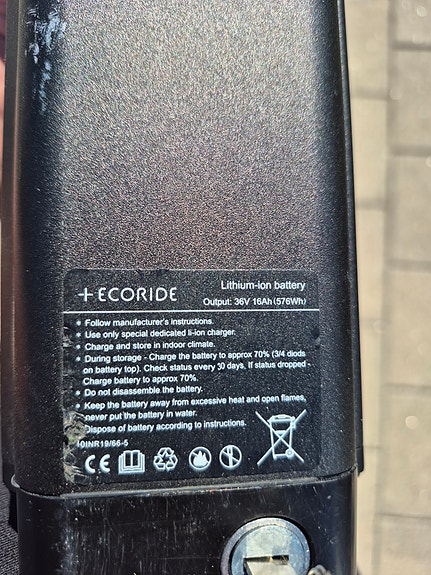 + ECORIDE
Lithium-ion battery
Output: 36V 16Ah (576Wh)
• Follow manufacturer's instructions.
• Use only special dedicated li-ion charger.
• Charge and store in indoor climate.
• During storage - Charge the battery to approx 70% (3/4 diods
on battery top). Check status every 30 days. If status dropped -
Charge battery to approx 70%.
• Do not disassemble the battery.
• Keep the battery away from excessive heat and open flames,
never put the battery in water.
Dispose of battery according to instructions.
10INR19/66-5
CE